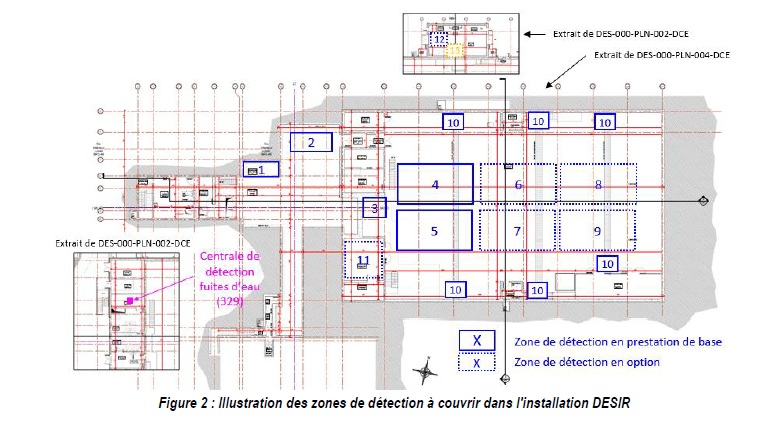 Extrait de DES-000-PLN-002-DCE
Extrait de DES-000-PLN-004-DCE
12
13
10
10
10
2
1
4
6
8
3
5
7
9
11
10
10
10
Extrait de DES-000-PLN-002-DCE
Centrale de
détection
fuites d'eau
(329)
X Zone de détection en prestation de base
X Zone de détection en option
Figure 2 : Illustration des zones de détection à couvrir dans l'installation DESIR